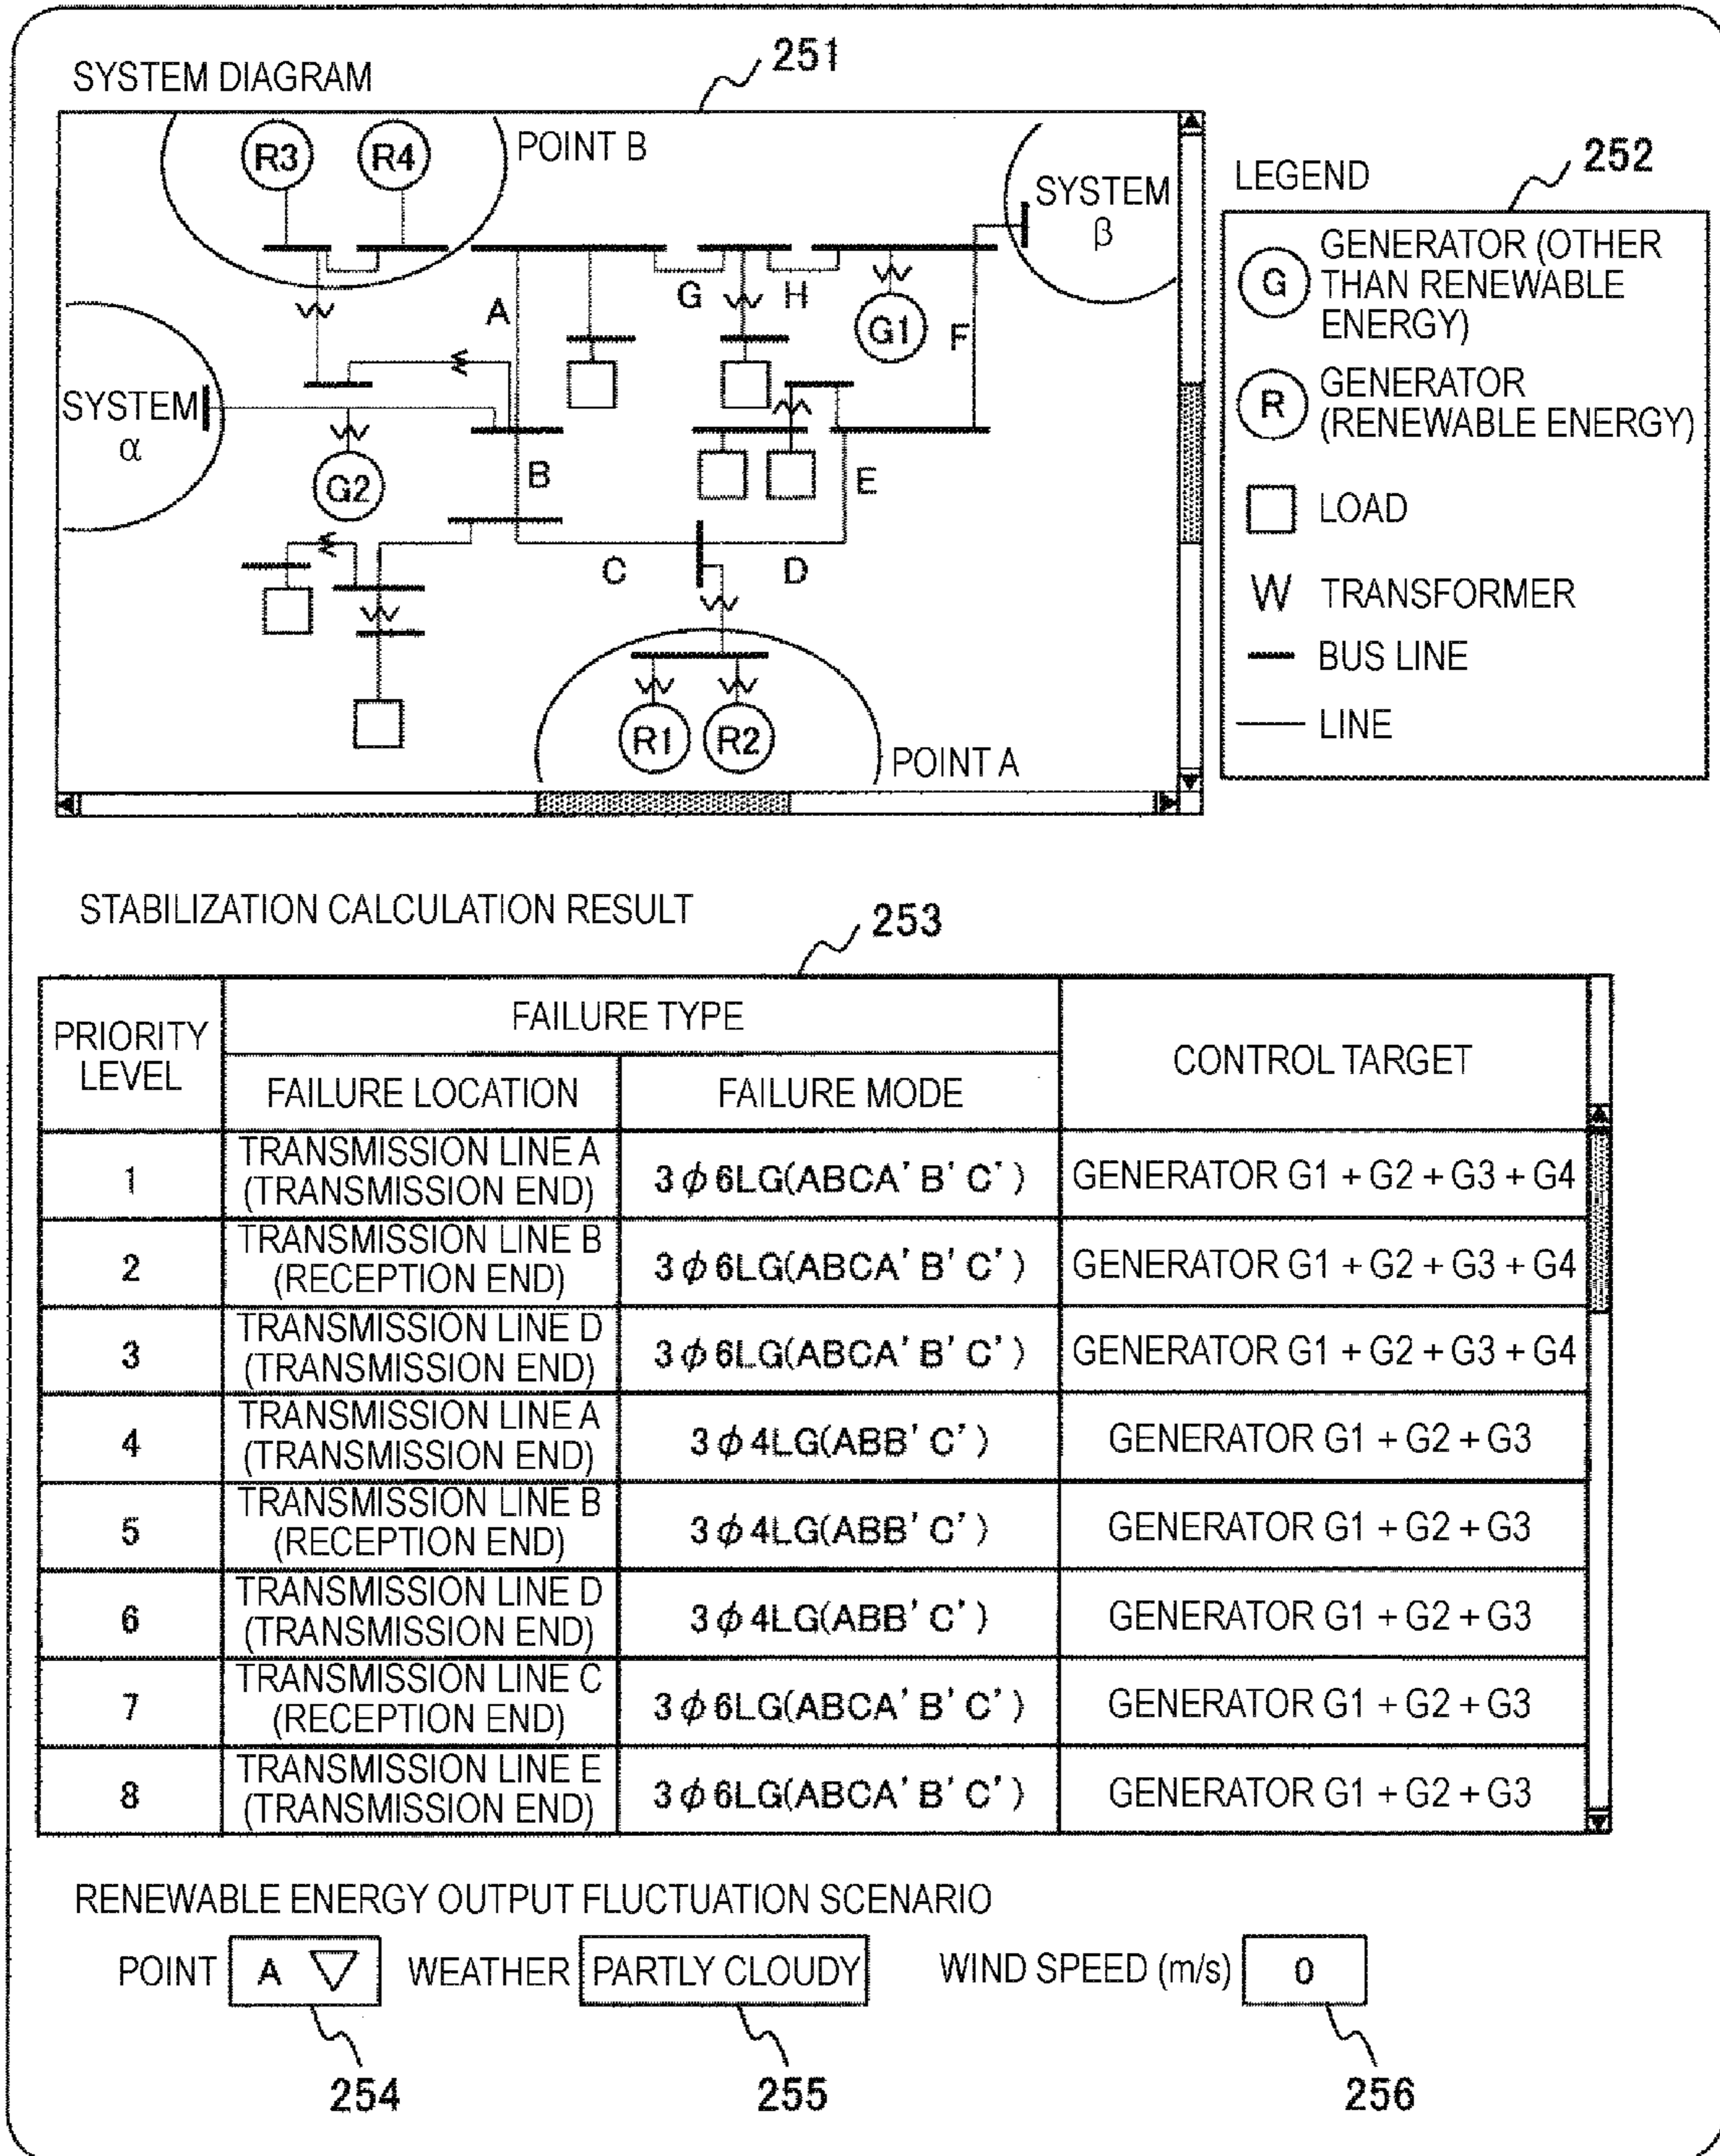 SYSTEM DIAGRAM
251
R3
R4
POINT B
SYSTEM
β
A
G
H
G1
F
SYSTEM
α
G2
B
E
C
D
R1
R2
POINT A
LEGEND
252
G
GENERATOR (OTHER
THAN RENEWABLE
ENERGY)
R
GENERATOR
(RENEWABLE ENERGY)
LOAD
W TRANSFORMER
BUS LINE
LINE
STABILIZATION CALCULATION RESULT
253
PRIORITY
LEVEL
FAILURE TYPE
FAILURE LOCATION
FAILURE MODE
CONTROL TARGET
1
TRANSMISSION LINE A
(TRANSMISSION END)
3φ6LG(ABCA'B'C')
GENERATOR G1 + G2 + G3 + G4
2
TRANSMISSION LINE B
(RECEPTION END)
3φ6LG(ABCA'B'C')
GENERATOR G1 + G2 + G3 + G4
3
TRANSMISSION LINE D
(TRANSMISSION END)
3φ6LG(ABCA'B'C')
GENERATOR G1 + G2 + G3 + G4
4
TRANSMISSION LINE A
(TRANSMISSION END)
3φ4LG(ABB'C')
GENERATOR G1 + G2 + G3
5
TRANSMISSION LINE B
(RECEPTION END)
3φ4LG(ABB'C')
GENERATOR G1 + G2 + G3
6
TRANSMISSION LINE D
(TRANSMISSION END)
3φ4LG(ABB'C')
GENERATOR G1 + G2 + G3
7
TRANSMISSION LINE C
(RECEPTION END)
3φ6LG(ABCA'B'C')
GENERATOR G1 + G2 + G3
8
TRANSMISSION LINE E
(TRANSMISSION END)
3φ6LG(ABCA'B'C')
GENERATOR G1 + G2 + G3
RENEWABLE ENERGY OUTPUT FLUCTUATION SCENARIO
POINT A ▽ WEATHER PARTLY CLOUDY WIND SPEED (m/s) 0
254
255
256